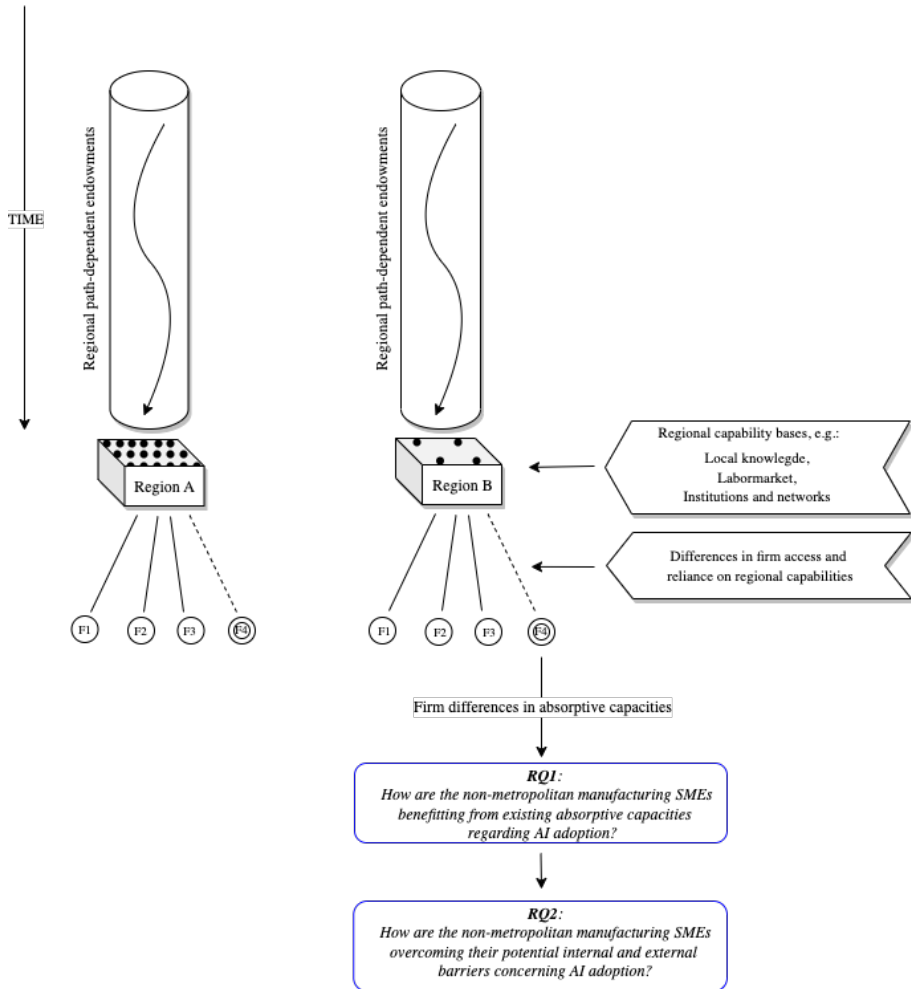 TIME
Regional path-dependent endowments
Regional path-dependent endowments
Region A
Region B
Regional capability bases, e.g.:
Local knowlegde,
Labormarket,
Institutions and networks
Differences in firm access and
reliance on regional capabilities
F1
F2
F3
F4
F1
F2
F3
F4
Firm differences in absorptive capacities
RQ1:
How are the non-metropolitan manufacturing SMEs
benefitting from existing absorptive capacities
regarding AI adoption?
RQ2:
How are the non-metropolitan manufacturing SMEs
overcoming their potential internal and external
barriers concerning AI adoption?